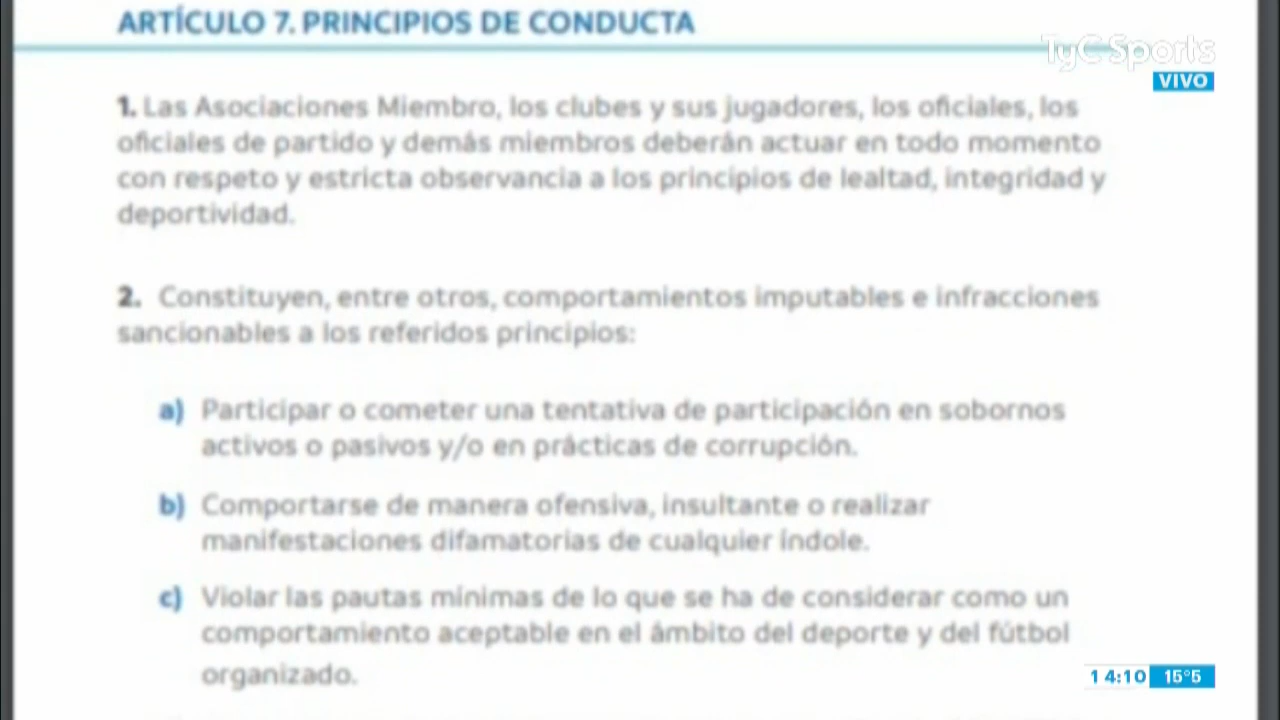 ARTÍCULO 7. PRINCIPIOS DE CONDUCTA
TyC Sports
VIVO
1. Las Asociaciones Miembro, los clubes y sus jugadores, los oficiales, los
oficiales de partido y demás miembros deberán actuar en todo momento
con respeto y estricta observancia a los principios de lealtad, integridad y
deportividad.
2. Constituyen, entre otros, comportamientos imputables e infracciones
sancionables a los referidos principios:
a) Participar o cometer una tentativa de participación en sobornos
activos o pasivos y/o en prácticas de corrupción.
b) Comportarse de manera ofensiva, insultante o realizar
manifestaciones difamatorias de cualquier índole.
c) Violar las pautas mínimas de lo que se ha de considerar como un
comportamiento aceptable en el ámbito del deporte y del fútbol
organizado.
14:10 15°5